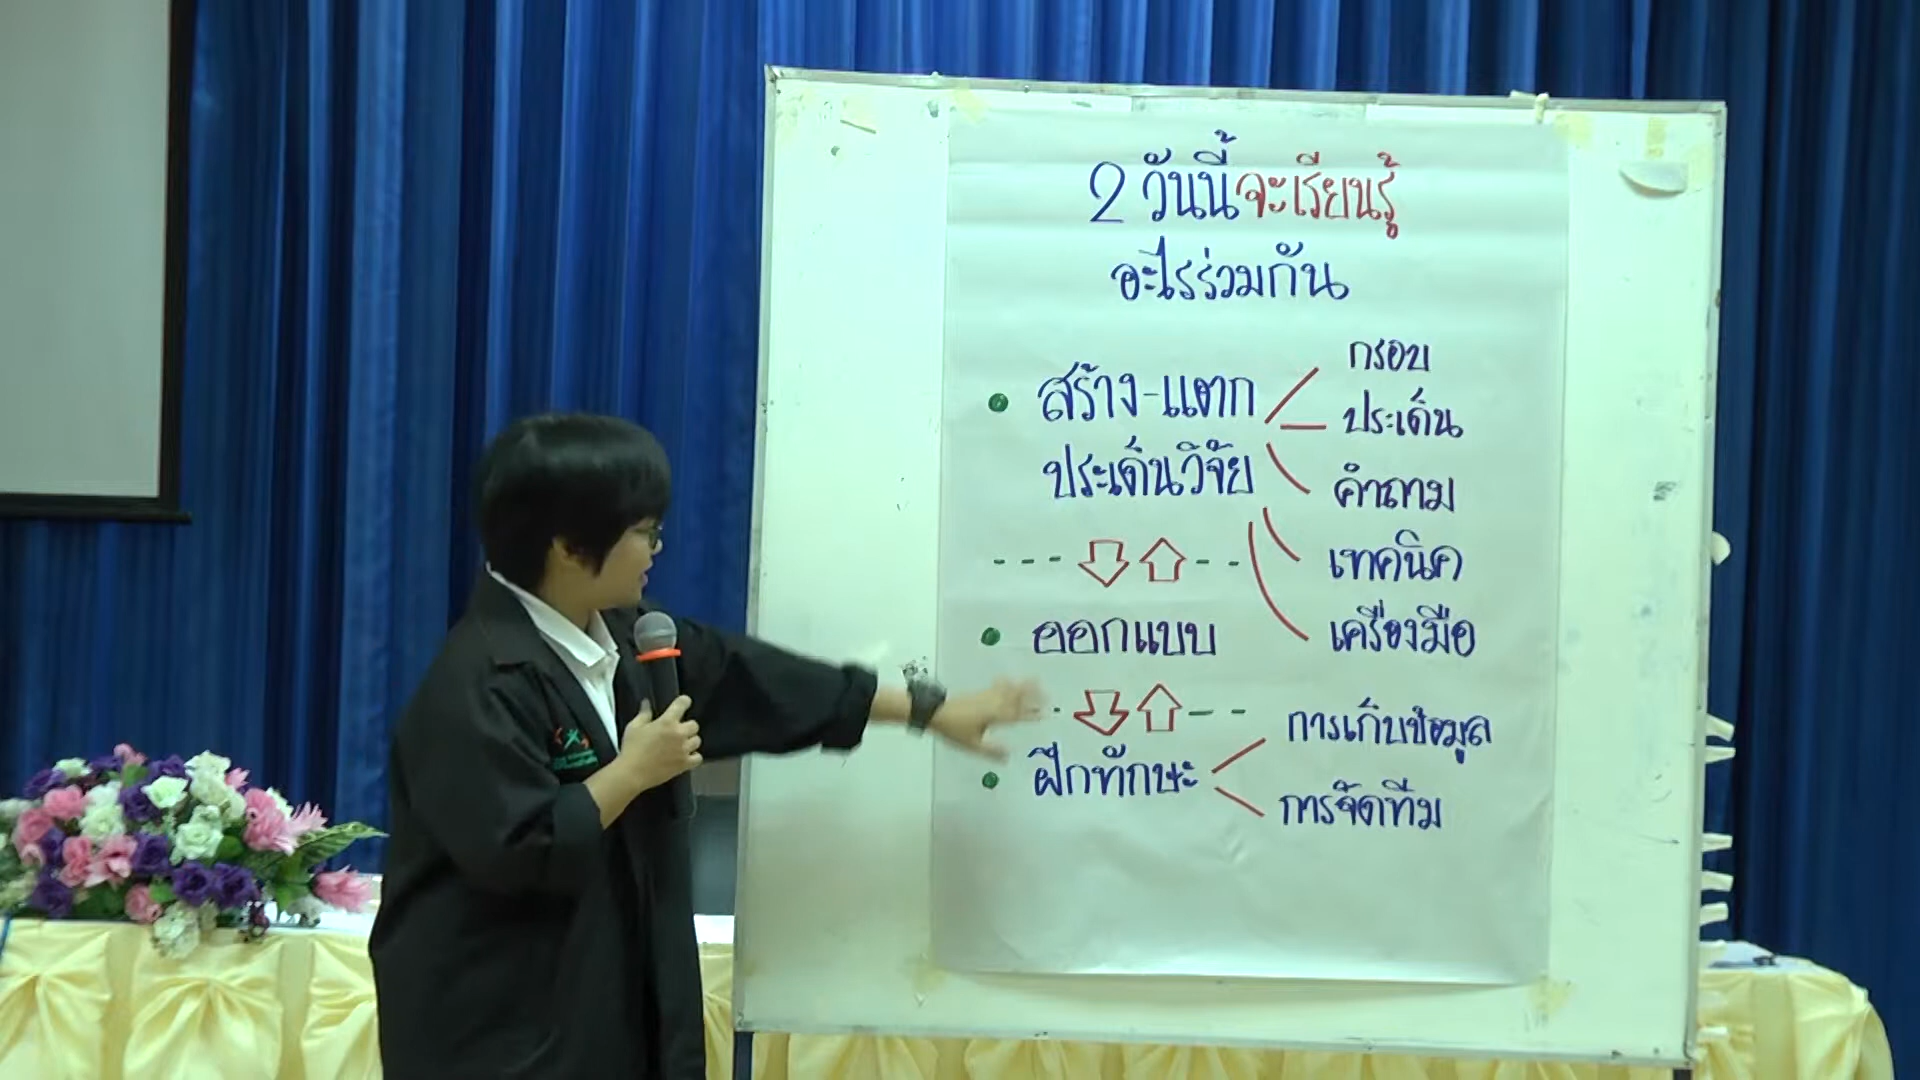 2 วันนี้จะเรียนรู้
อะไรร่วมกัน
สร้าง-แตก
ประเด็นวิจัย
กรอบ
ประเด็น
คำถาม
เทคนิค
เครื่องมือ
ออกแบบ
ฝึกทักษะ
การเก็บข้อมูล
การจัดทีม